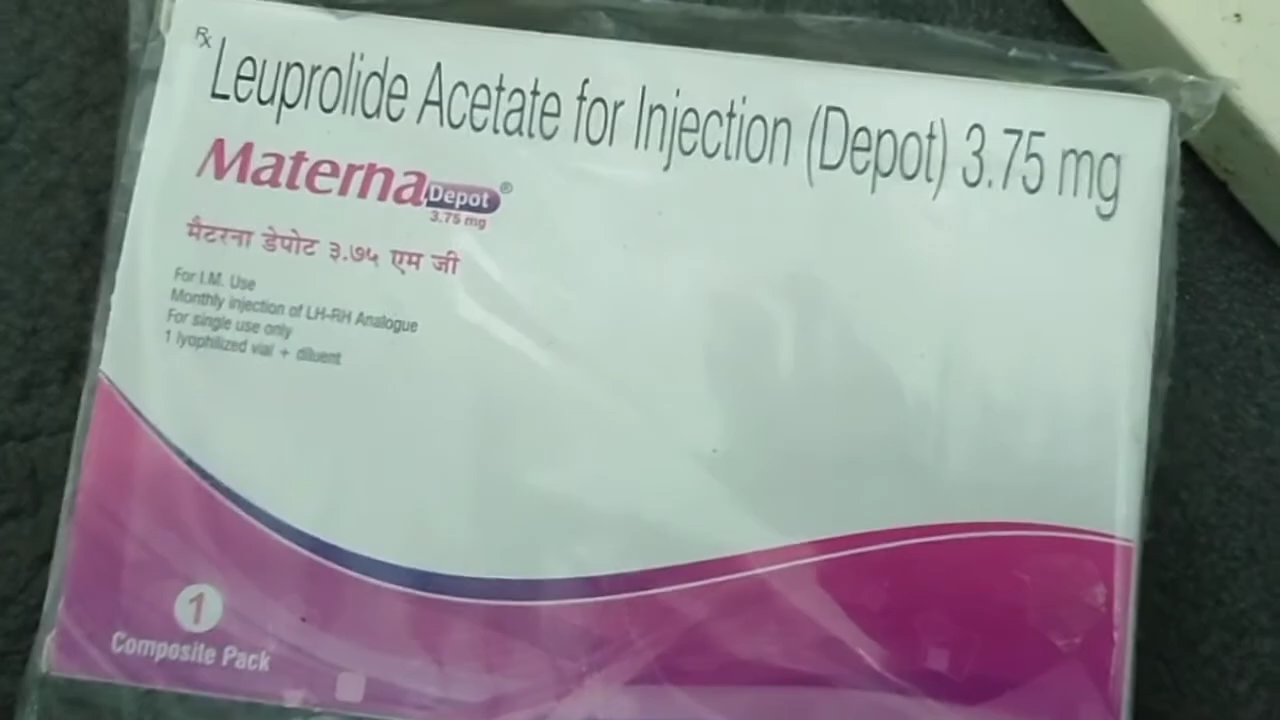 Rx Leuprolide Acetate for Injection (Depot) 3.75 mg
Materna Depot®
3.75 mg
मैटरना डेपोट ३.७५ एम जी
For I.M. Use
Monthly injection of LH-RH Analogue
For single use only
1 lyophilized vial + diluent
1
Composite Pack